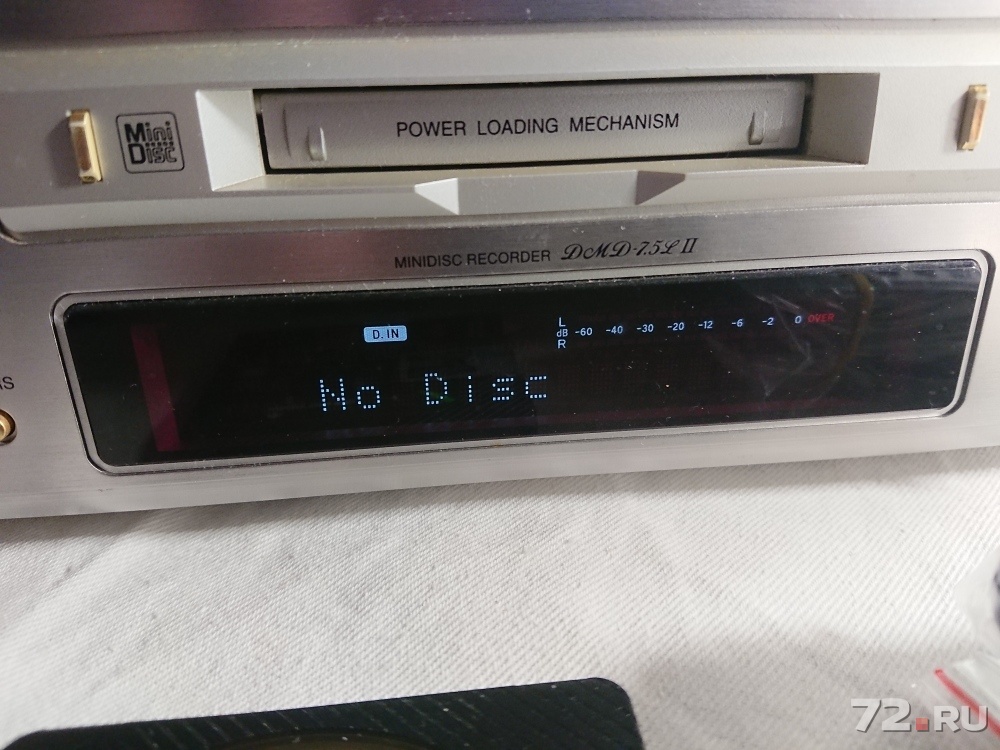 Mini
Disc
POWER LOADING MECHANISM
MINIDISC RECORDER DMD-7.5L II
D. IN
L
dB -60 -40 -30 -20 -12 -6 -2 0 OVER
R
No Disc
72.RU